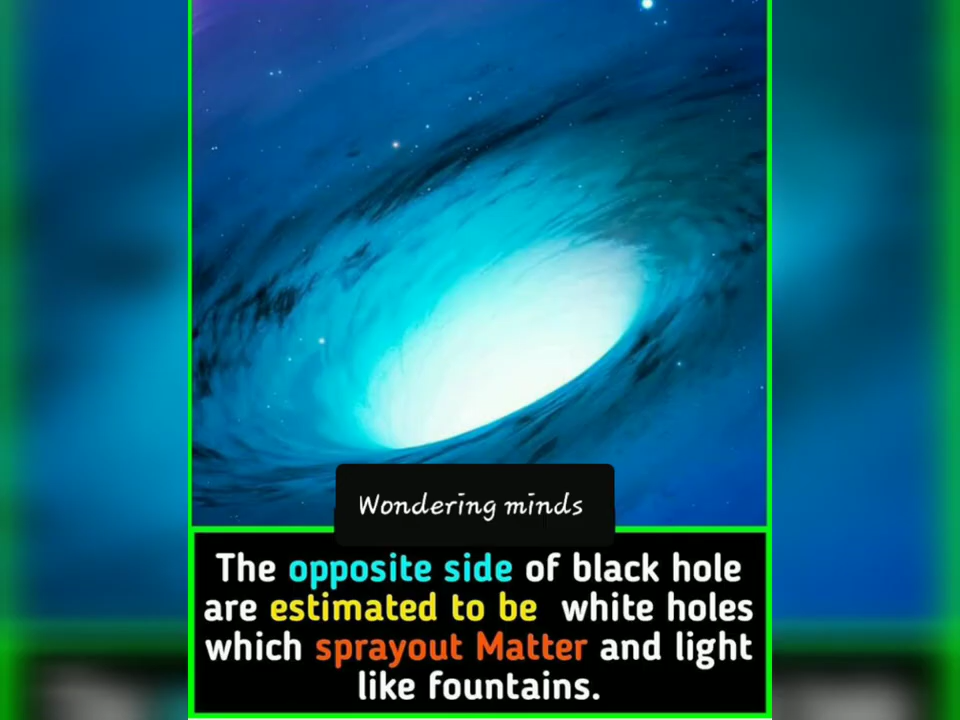 Wondering minds
The opposite side of black hole
are estimated to be white holes
which sprayout Matter and light
like fountains.